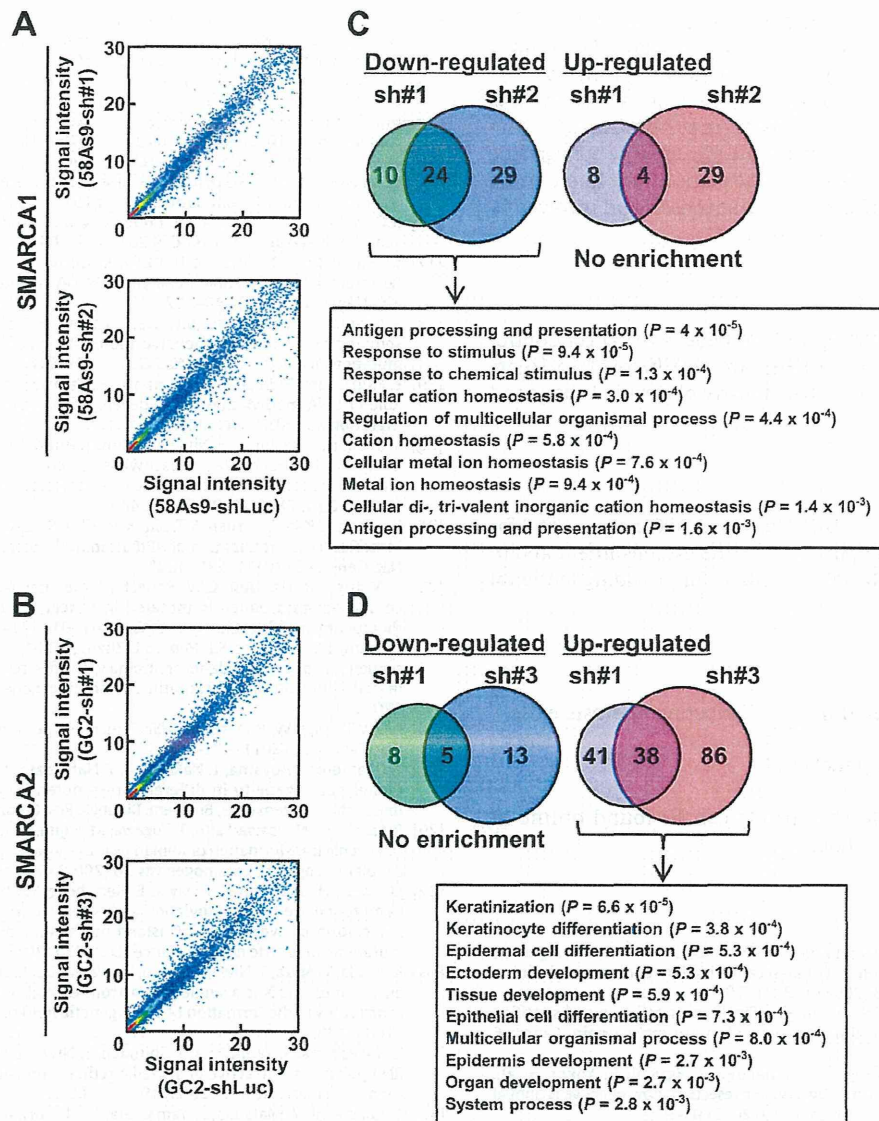 A
SMARCA1
Signal intensity
(58As9-sh#1)
30
20
10
0
10
20
30
Signal intensity
(58As9-sh#2)
30
20
10
0
10
20
30
Signal intensity
(58As9-shLuc)
C
Down-regulated
Up-regulated
sh#1
sh#2
sh#1
sh#2
10
24
29
8
4
29
No enrichment
Antigen processing and presentation (P = 4 x 10-5)
Response to stimulus (P = 9.4 x 10-5)
Response to chemical stimulus (P = 1.3 x 10-4)
Cellular cation homeostasis (P = 3.0 x 10-4)
Regulation of multicellular organismal process (P = 4.4 x 10-4)
Cation homeostasis (P = 5.8 x 10-4)
Cellular metal ion homeostasis (P = 7.6 x 10-4)
Metal ion homeostasis (P = 9.4 x 10-4)
Cellular di-, tri-valent inorganic cation homeostasis (P = 1.4 x 10-3)
Antigen processing and presentation (P = 1.6 x 10-3)
B
SMARCA2
Signal intensity
(GC2-sh#1)
30
20
10
0
10
20
30
Signal intensity
(GC2-sh#3)
30
20
10
0
10
20
30
Signal intensity
(GC2-shLuc)
D
Down-regulated
Up-regulated
sh#1
sh#3
sh#1
sh#3
8
5
13
41
38
86
No enrichment
Keratinization (P = 6.6 x 10-5)
Keratinocyte differentiation (P = 3.8 x 10-4)
Epidermal cell differentiation (P = 5.3 x 10-4)
Ectoderm development (P = 5.3 x 10-4)
Tissue development (P = 5.9 x 10-4)
Epithelial cell differentiation (P = 7.3 x 10-4)
Multicellular organismal process (P = 8.0 x 10-4)
Epidermis development (P = 2.7 x 10-3)
Organ development (P = 2.7 x 10-3)
System process (P = 2.8 x 10-3)